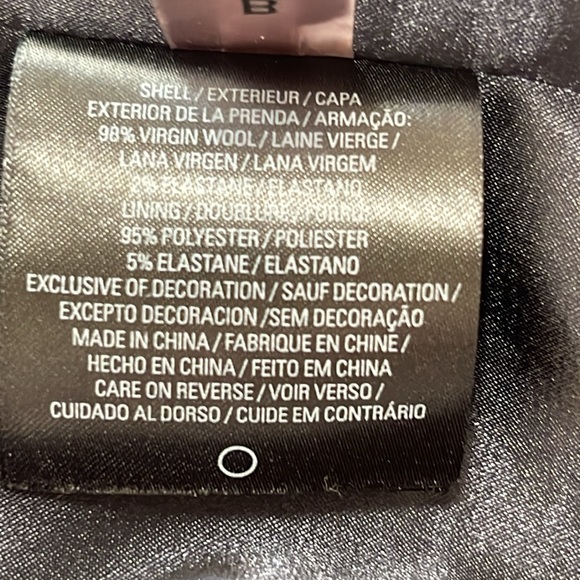 B
SHELL / EXTERIEUR / CAPA
EXTERIOR DE LA PRENDA / ARMAÇÃO:
98% VIRGIN WOOL / LAINE VIERGE /
LANA VIRGEN / LANA VIRGEM
2% ELASTANE / ELASTANO
LINING / DOUBLURE / FORRO:
95% POLYESTER / POLIESTER
5% ELASTANE / ELASTANO
EXCLUSIVE OF DECORATION / SAUF DECORATION /
EXCEPTO DECORACION /SEM DECORAÇÃO
MADE IN CHINA / FABRIQUE EN CHINE /
HECHO EN CHINA / FEITO EM CHINA
CARE ON REVERSE / VOIR VERSO /
CUIDADO AL DORSO / CUIDE EM CONTRÁRIO